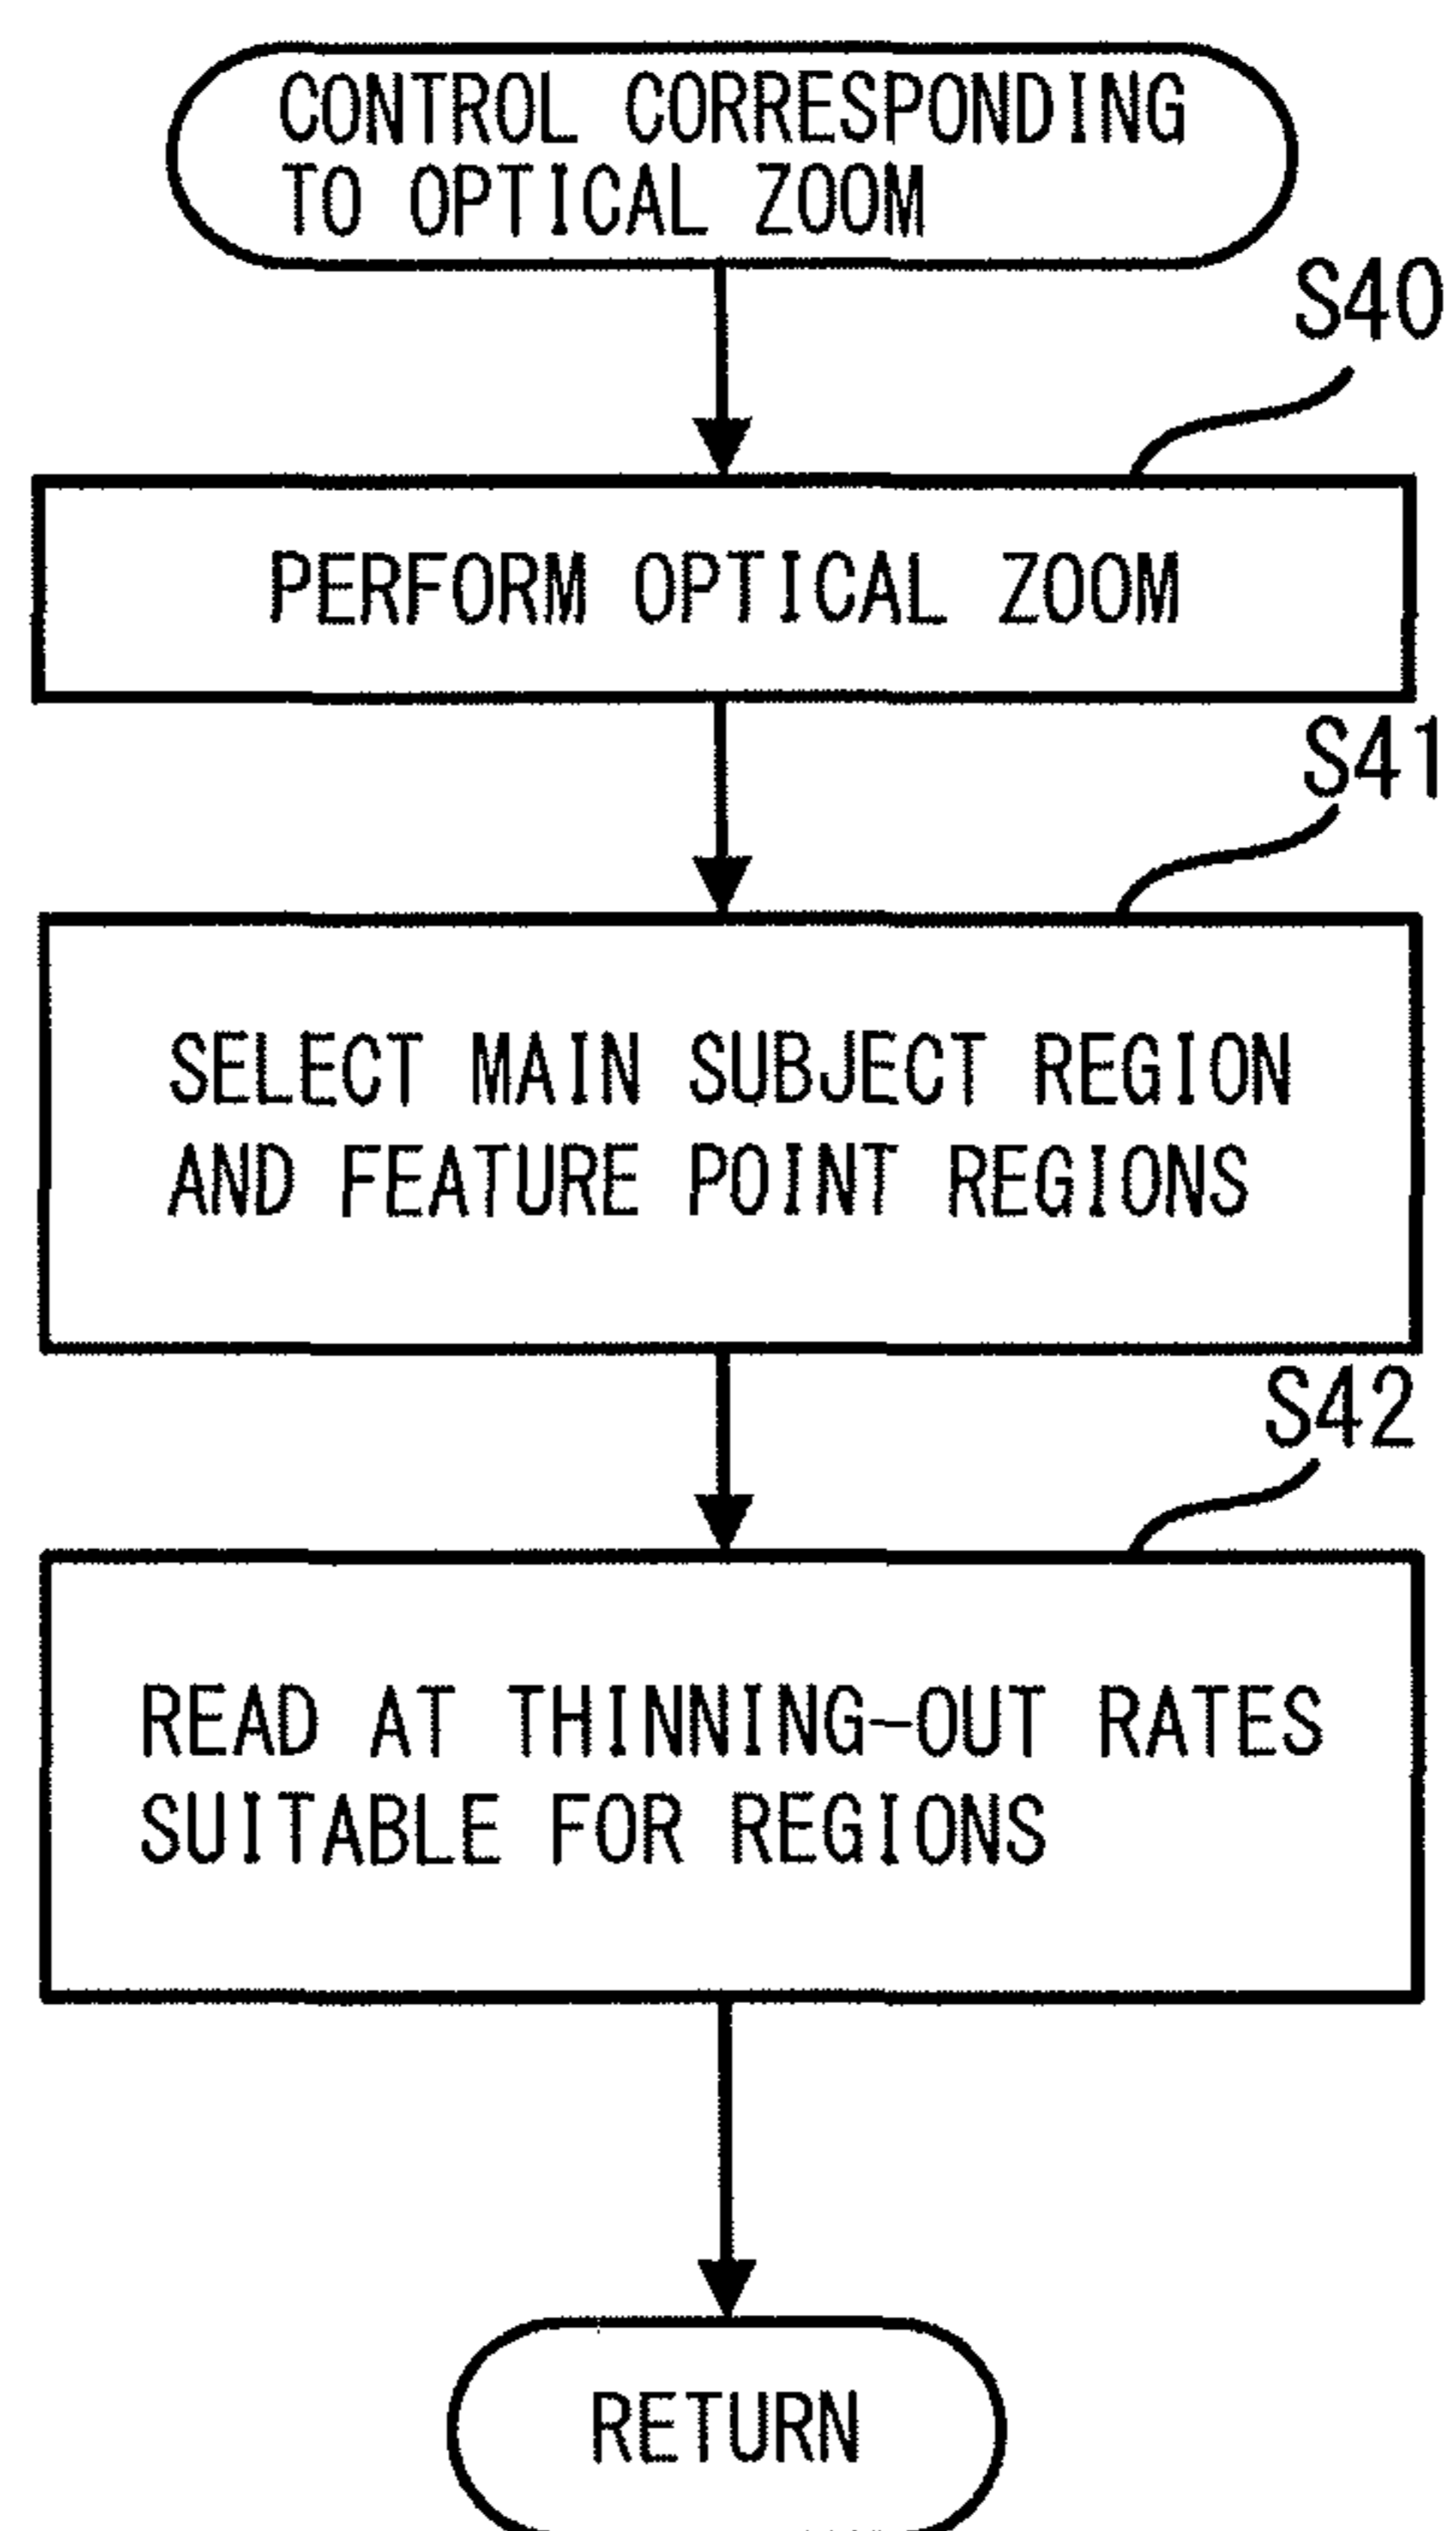 CONTROL CORRESPONDING
TO OPTICAL ZOOM
S40
PERFORM OPTICAL ZOOM
S41
SELECT MAIN SUBJECT REGION
AND FEATURE POINT REGIONS
S42
READ AT THINNING-OUT RATES
SUITABLE FOR REGIONS
RETURN